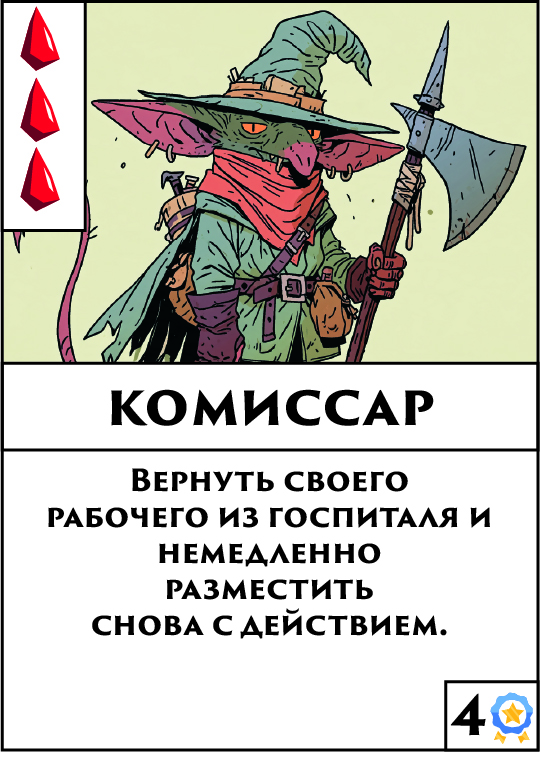 КОМИССАР
Вернуть своего
рабочего из госпиталя и
немедленно
разместить
снова с действием.
4